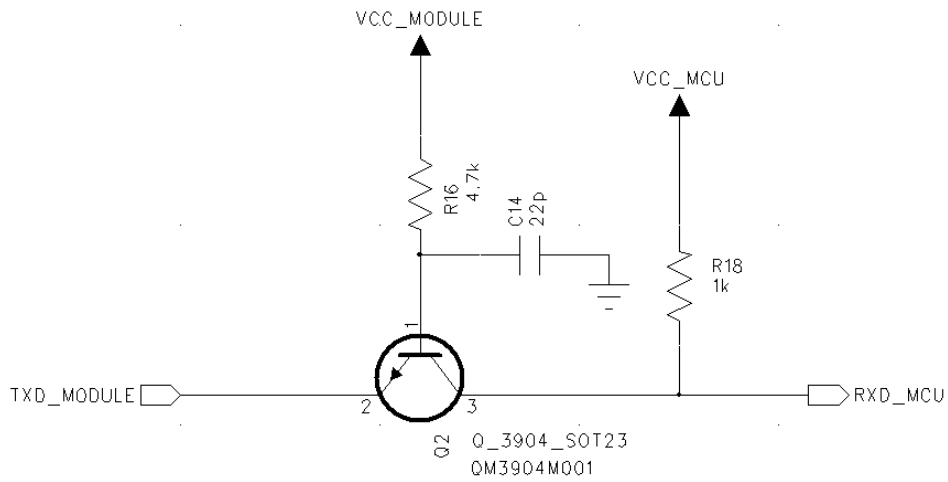 VCC_MODULE
VCC_MCU
R16
4.7k
C14
22p
R18
1k
1
TXD_MODULE
2
3
RXD_MCU
Q2
Q_3904_SOT23
QM3904M001